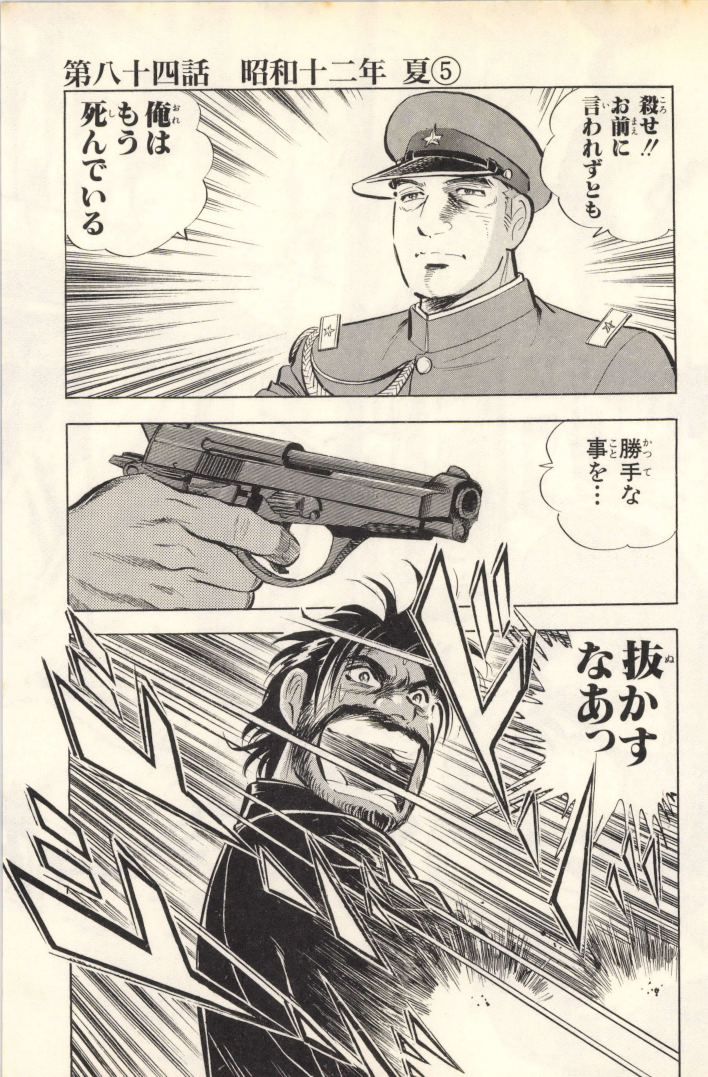 第八十四話 昭和十二年 夏⑤
殺せ!!
お前に
言われずとも
俺は
もう
死んでいる
勝手な
事を…
抜かす
なあっ